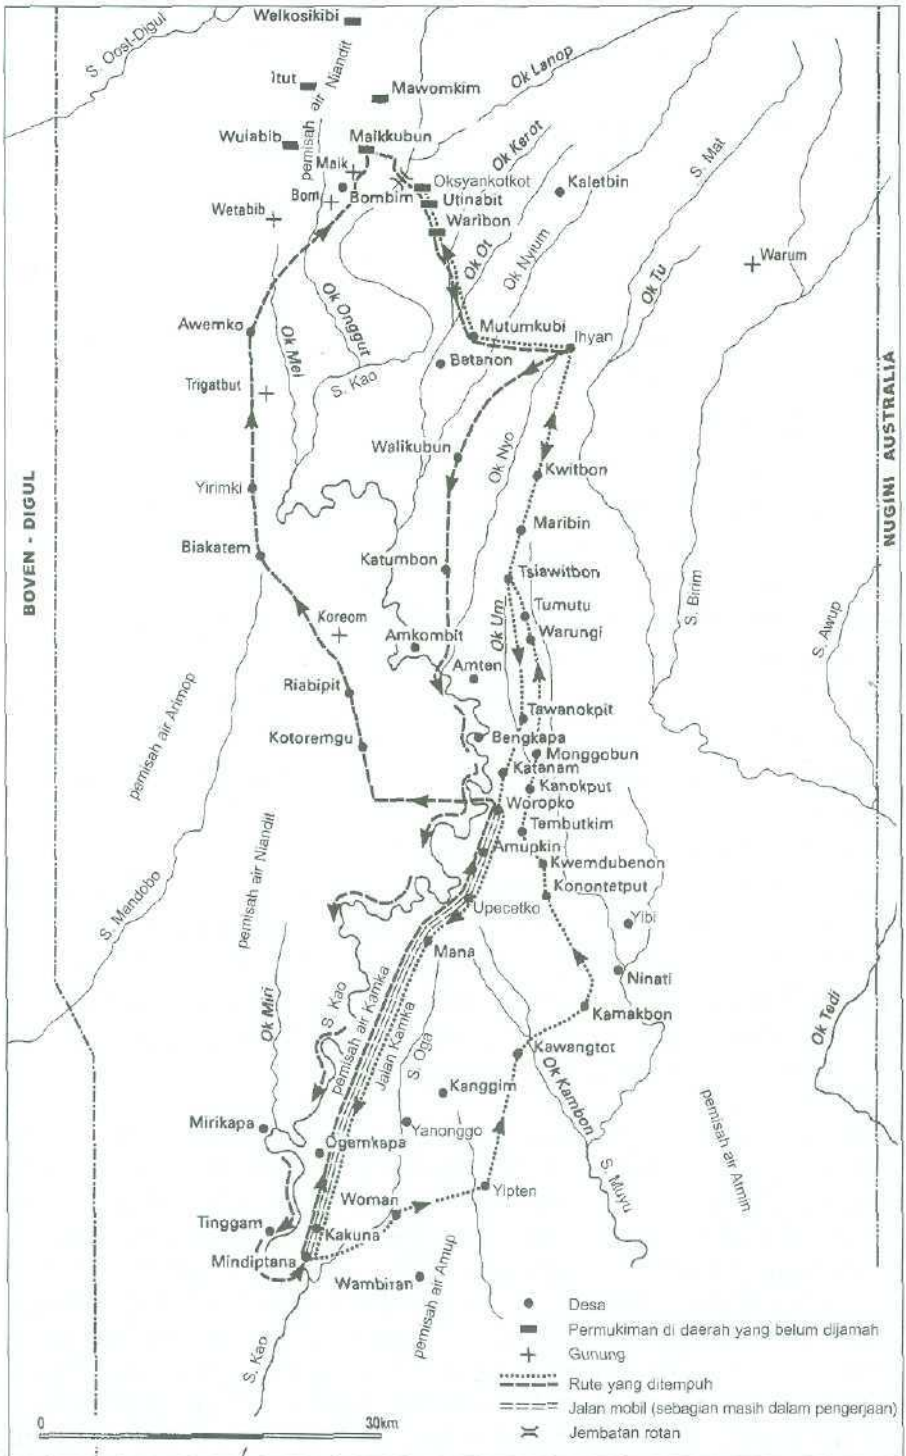 Welkosikibi
S. Oost-Digul
Itut
pemisah air Niandit
Mawomkim
Ok Lanop
Wuiabib
Maikkubun
Ok Kerot
Maik
S. Mat
Oksyankotkot
Kaletbin
Bom
Bombim
Utinabit
Wetabib
Waribon
Ok Ot
Ok Nyium
Warum
Ok Tu
Ok Onggut
Awemko
Mutumkubi
Ihyan
Ok Mei
Betanon
Trigatbut
S. Kao
NUGINI AUSTRALIA
Walikubun
Ok Nyo
Kwitbon
BOVEN - DIGUL
Yirimki
Maribin
Biakatem
Katumbon
Tsiawitbon
S. Birim
Tumutu
Koreom
Ok Um
Warungi
S. Awup
Amkombit
Amten
Riabipit
pemisah air Arimop
Tawanokpit
Kotoremgu
Bengkapa
Monggobun
Katanam
Kanokput
Woropko
Tembutkim
pemisah air Niandit
Amupkin
Kwemdubenon
Konontetput
S. Mandobo
Upecetko
Yibi
Mana
Ninati
Ok Miri
S. Kao
pemisah air Kamka
Jalan Kamka
S. Oga
Kamakbon
Ok Tedi
Kawangtot
Kanggim
Ok Kambon
Mirikapa
Yanonggo
pemisah air Atmin
Ogemkapa
S. Muyu
Yipten
Woman
Tinggam
Kakuna
Mindiptana
Wambiran
pemisah air Amup
S. Kao
Desa
Permukiman di daerah yang belum dijamah
Gunung
Rute yang ditempuh
Jalan mobil (sebagian masih dalam pengerjaan)
Jembatan rotan
0 30km